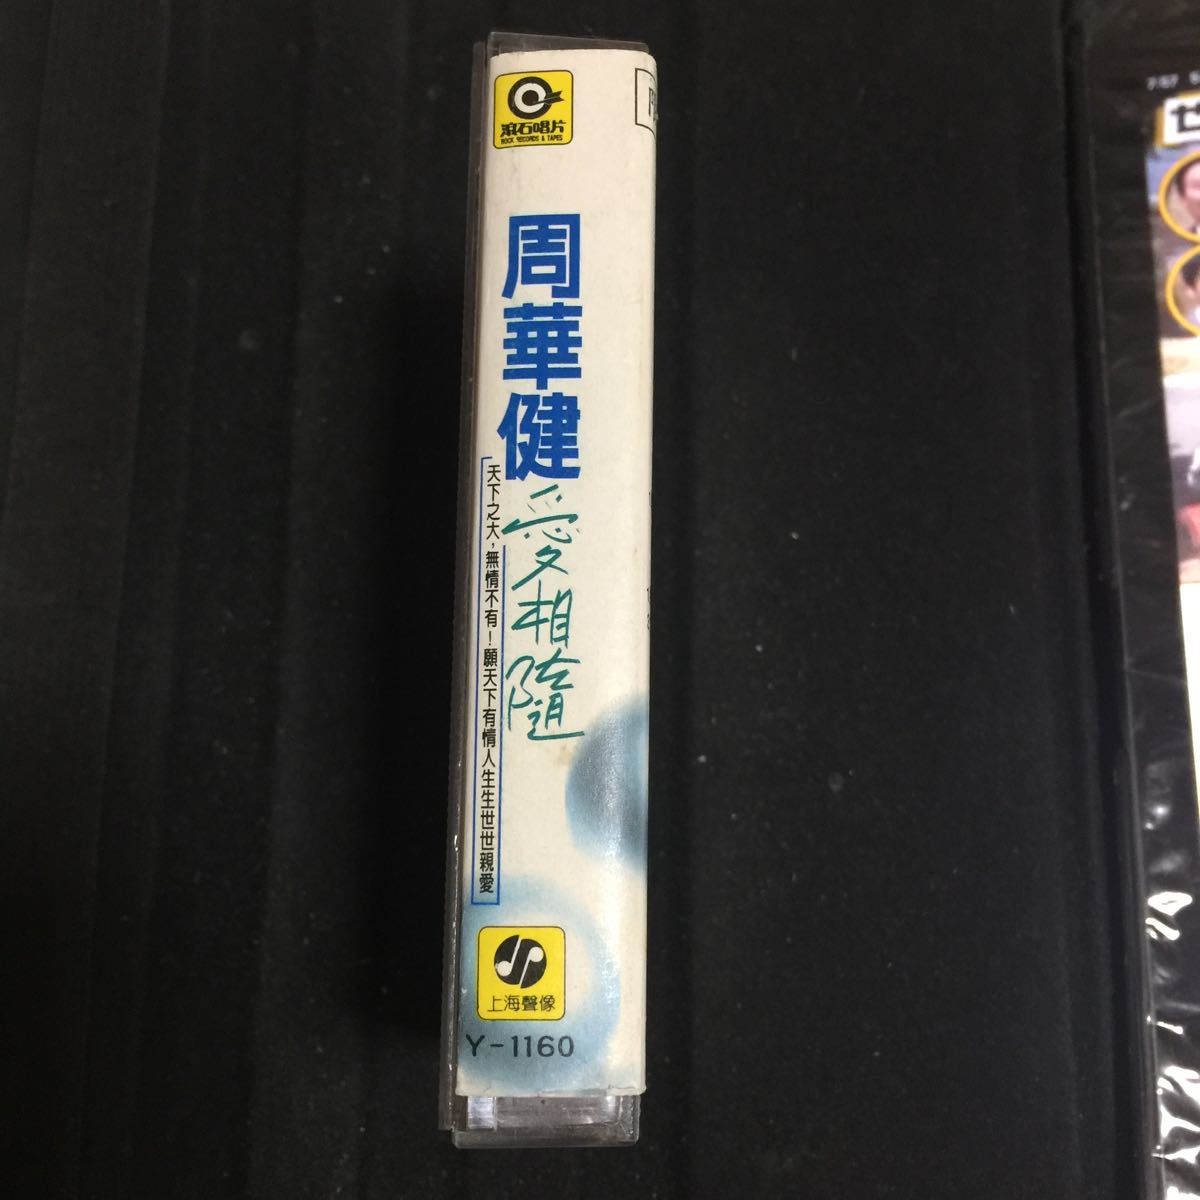 滾石唱片
ROCK RECORDS & TAPES
周華健
愛相隨
天下之大，無情不有！願天下有情人生生世世親愛
上海聲像
Y-1160